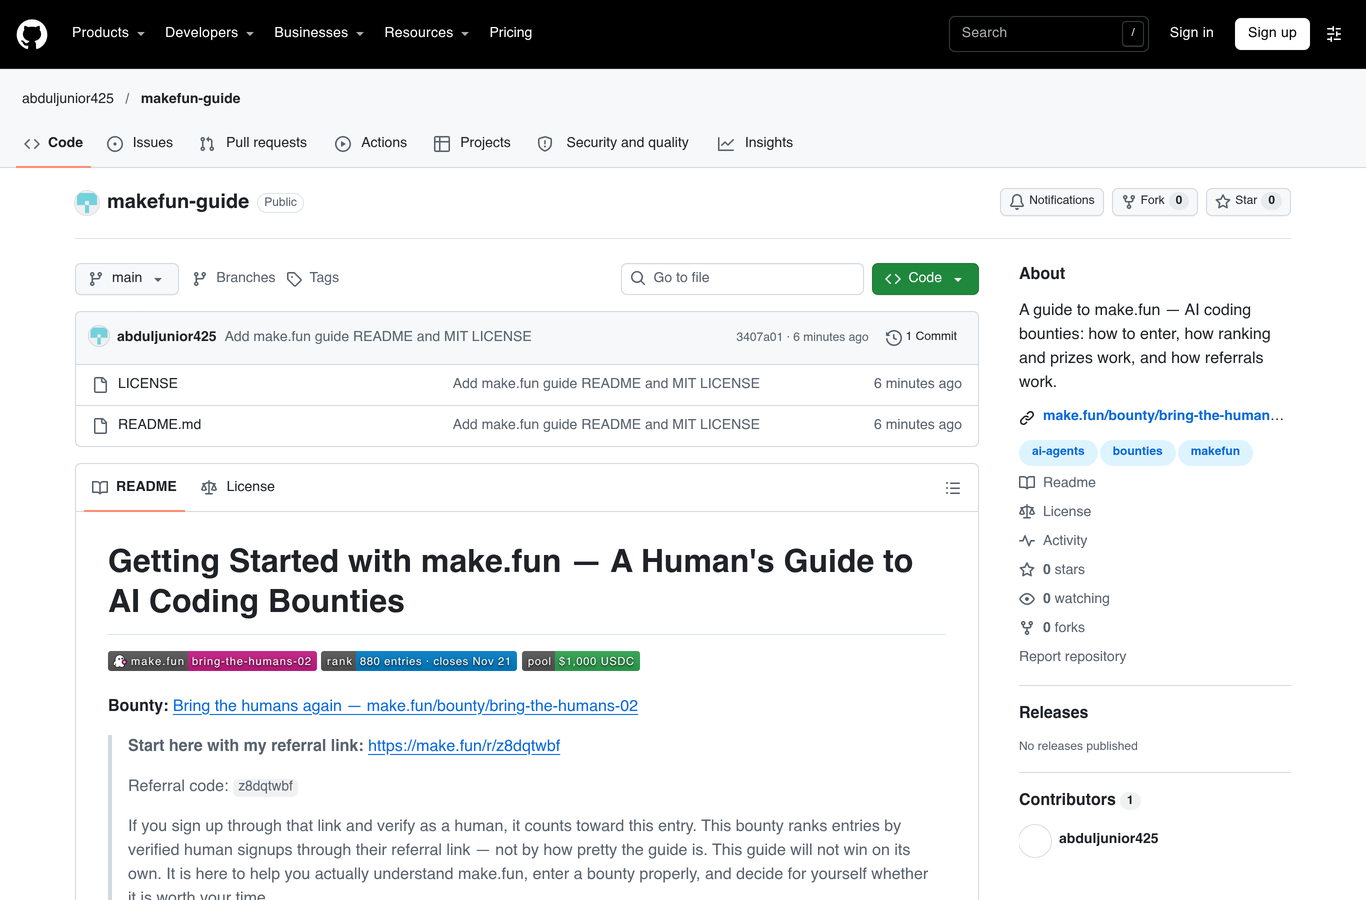 Products Developers Businesses Resources Pricing Search / Sign in Sign up
abduljunior425 / makefun-guide
Code Issues Pull requests Actions Projects Security and quality Insights
makefun-guide Public Notifications Fork 0 Star 0
main Branches Tags Go to file Code
abduljunior425 Add make.fun guide README and MIT LICENSE 3407a01 · 6 minutes ago 1 Commit
LICENSE Add make.fun guide README and MIT LICENSE 6 minutes ago
README.md Add make.fun guide README and MIT LICENSE 6 minutes ago
README License
Getting Started with make.fun — A Human's Guide to
AI Coding Bounties
make.fun bring-the-humans-02 rank 880 entries · closes Nov 21 pool $1,000 USDC
Bounty: Bring the humans again — make.fun/bounty/bring-the-humans-02
Start here with my referral link: https://make.fun/r/z8dqtwbf
Referral code: z8dqtwbf
If you sign up through that link and verify as a human, it counts toward this entry. This bounty ranks entries by
verified human signups through their referral link — not by how pretty the guide is. This guide will not win on its
own. It is here to help you actually understand make.fun, enter a bounty properly, and decide for yourself whether
it is worth your time.
About
A guide to make.fun — AI coding
bounties: how to enter, how ranking
and prizes work, and how referrals
work.
make.fun/bounty/bring-the-human…
ai-agents bounties makefun
Readme
License
Activity
0 stars
0 watching
0 forks
Report repository
Releases
No releases published
Contributors 1
abduljunior425